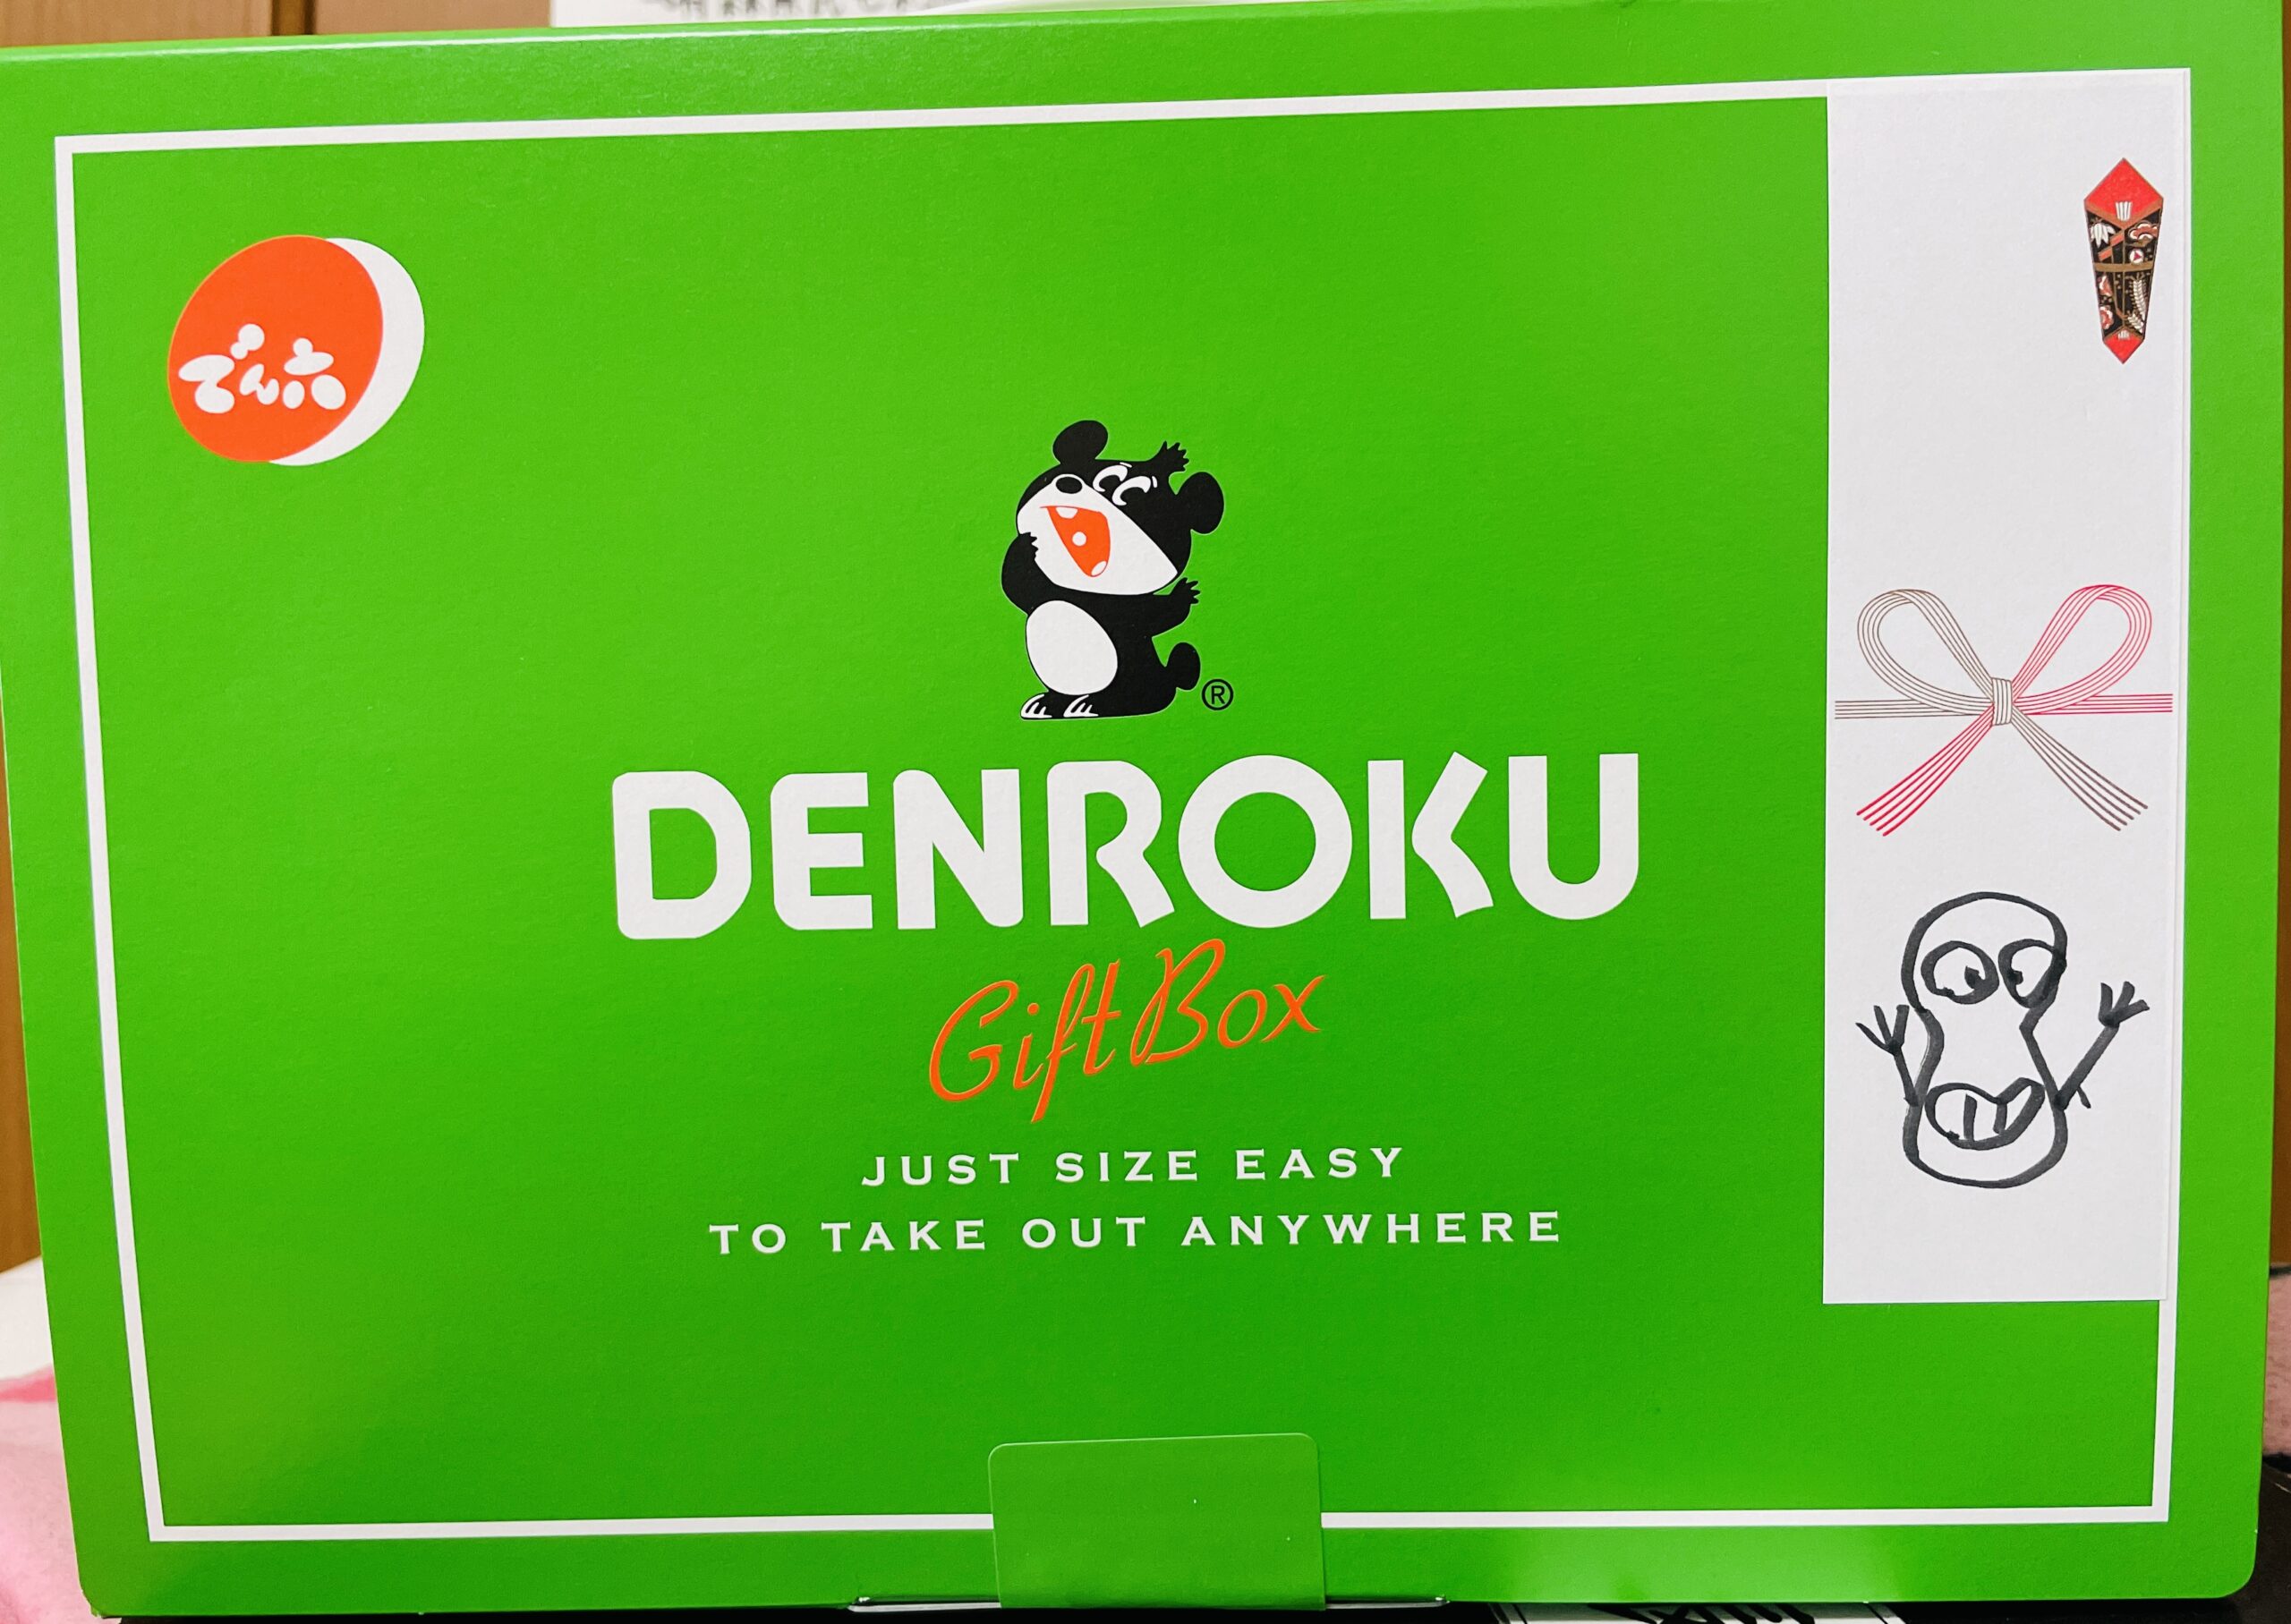 でん六
®
DENROKU
Gift Box
JUST SIZE EASY
TO TAKE OUT ANYWHERE